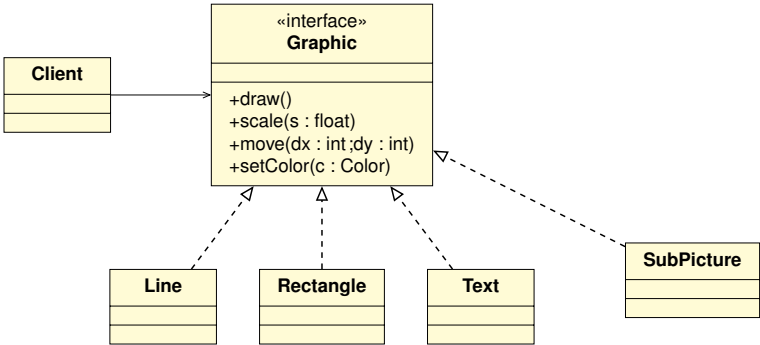 «interface»
Graphic
Client
+draw()
+scale(s : float)
+move(dx : int ;dy : int)
+setColor(c : Color)
SubPicture
Line
Rectangle
Text